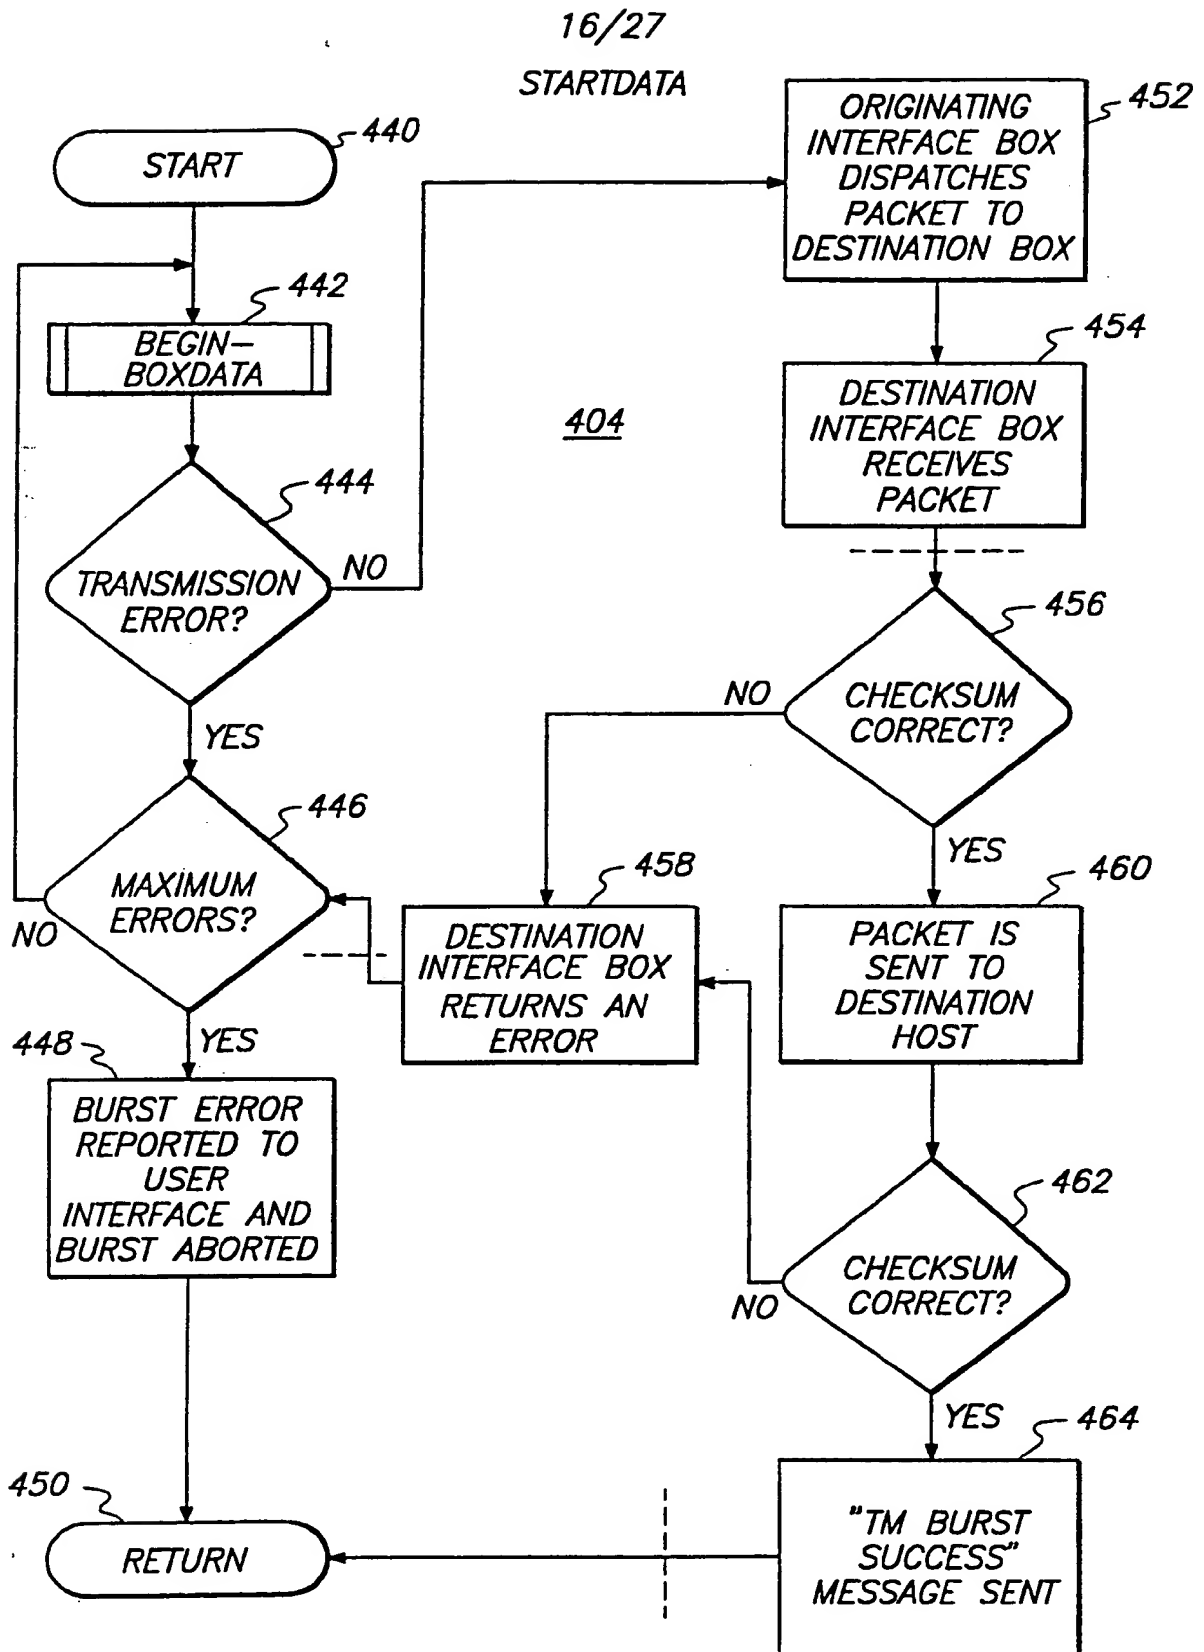 16/27
STARTDATA
440
START
442
BEGIN-
BOXDATA
444
TRANSMISSION
ERROR?
NO
YES
446
MAXIMUM
ERRORS?
NO
YES
448
BURST ERROR
REPORTED TO
USER
INTERFACE AND
BURST ABORTED
450
RETURN
404
452
ORIGINATING
INTERFACE BOX
DISPATCHES
PACKET TO
DESTINATION BOX
454
DESTINATION
INTERFACE BOX
RECEIVES
PACKET
456
CHECKSUM
CORRECT?
NO
YES
458
DESTINATION
INTERFACE BOX
RETURNS AN
ERROR
460
PACKET IS
SENT TO
DESTINATION
HOST
462
CHECKSUM
CORRECT?
NO
YES
464
"TM BURST
SUCCESS"
MESSAGE SENT